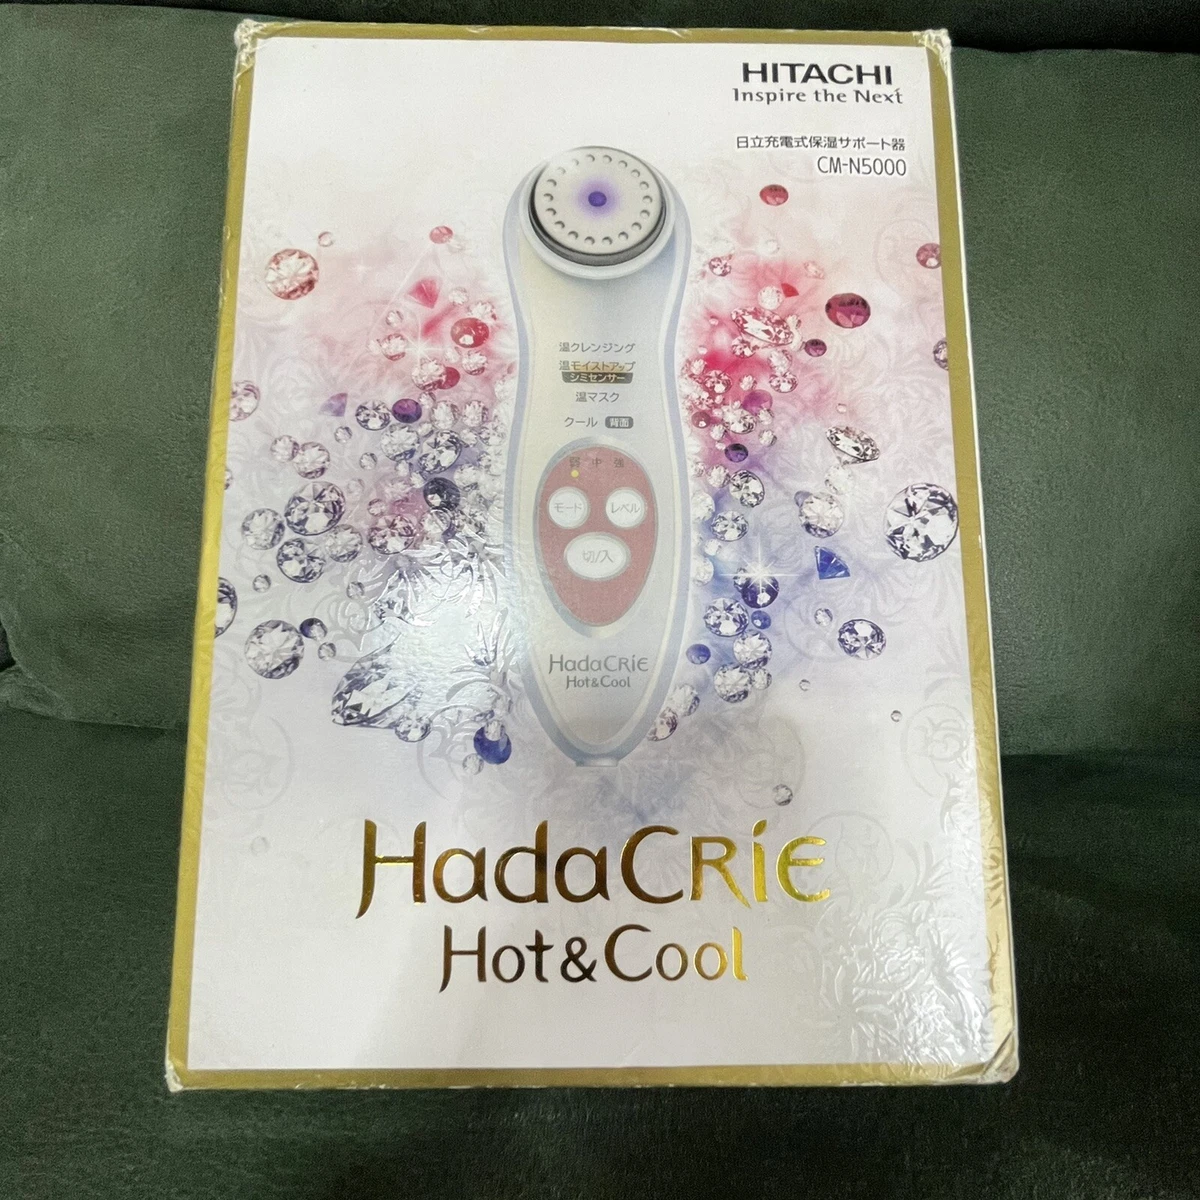 HITACHI
Inspire the Next
日立充電式保湿サポート器
CM-N5000
温クレンジング
温モイストアップ
シミセンサー
温マスク
クール 背面
弱 中 強
モード レベル
切/入
HadaCRiE
Hot&Cool
HadaCRiE
Hot&Cool